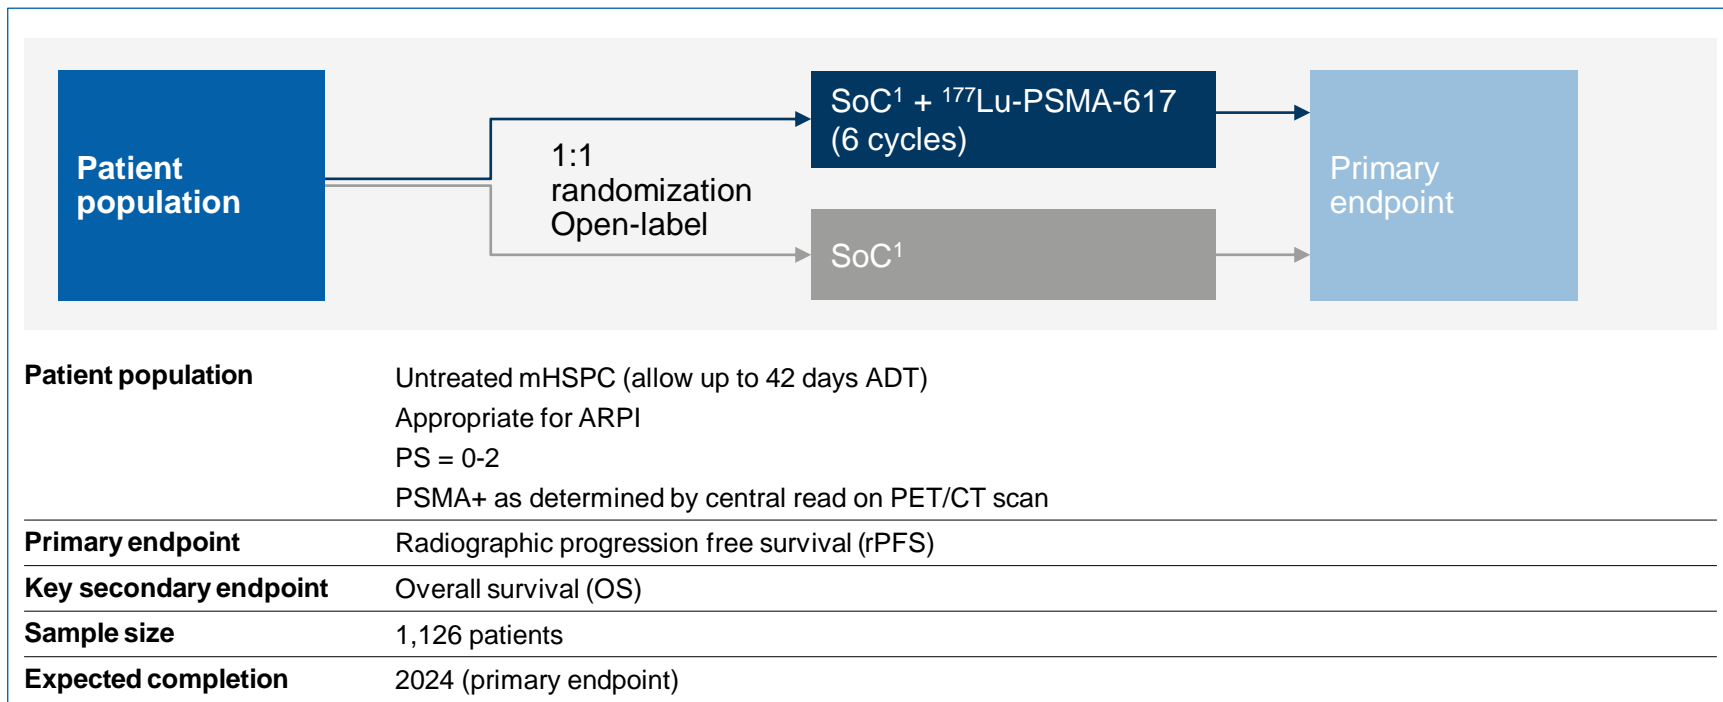 Patient
population
1:1
randomization
Open-label
SoC¹ + ¹⁷⁷Lu-PSMA-617
(6 cycles)
SoC¹
Primary
endpoint
Patient population
Untreated mHSPC (allow up to 42 days ADT)
Appropriate for ARPI
PS = 0-2
PSMA+ as determined by central read on PET/CT scan
Primary endpoint
Radiographic progression free survival (rPFS)
Key secondary endpoint
Overall survival (OS)
Sample size
1,126 patients
Expected completion
2024 (primary endpoint)